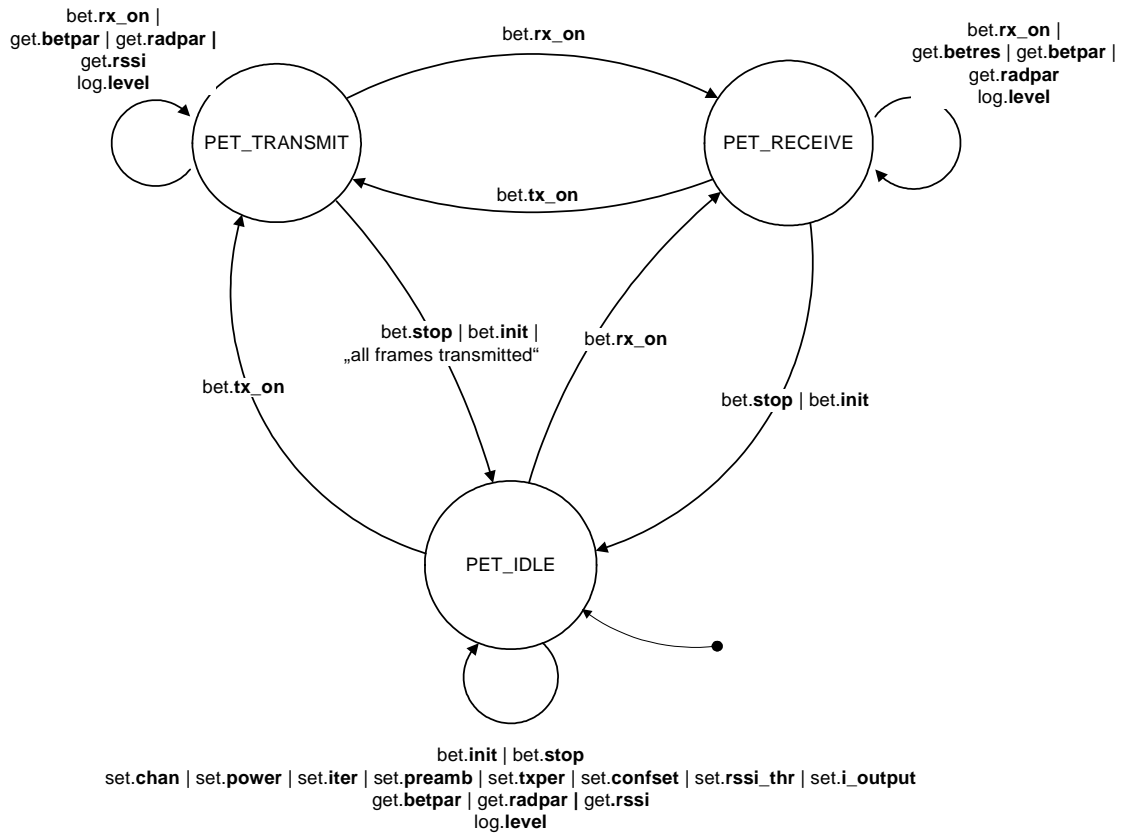 bet.rx_on |
get.betpar | get.radpar |
get.rssi
log.level
bet.rx_on
bet.rx_on |
get.betres | get.betpar |
get.radpar
log.level
PET_TRANSMIT
PET_RECEIVE
bet.tx_on
bet.stop | bet.init |
„all frames transmitted“
bet.rx_on
bet.tx_on
bet.stop | bet.init
PET_IDLE
bet.init | bet.stop
set.chan | set.power | set.iter | set.preamb | set.txper | set.confset | set.rssi_thr | set.i_output
get.betpar | get.radpar | get.rssi
log.level